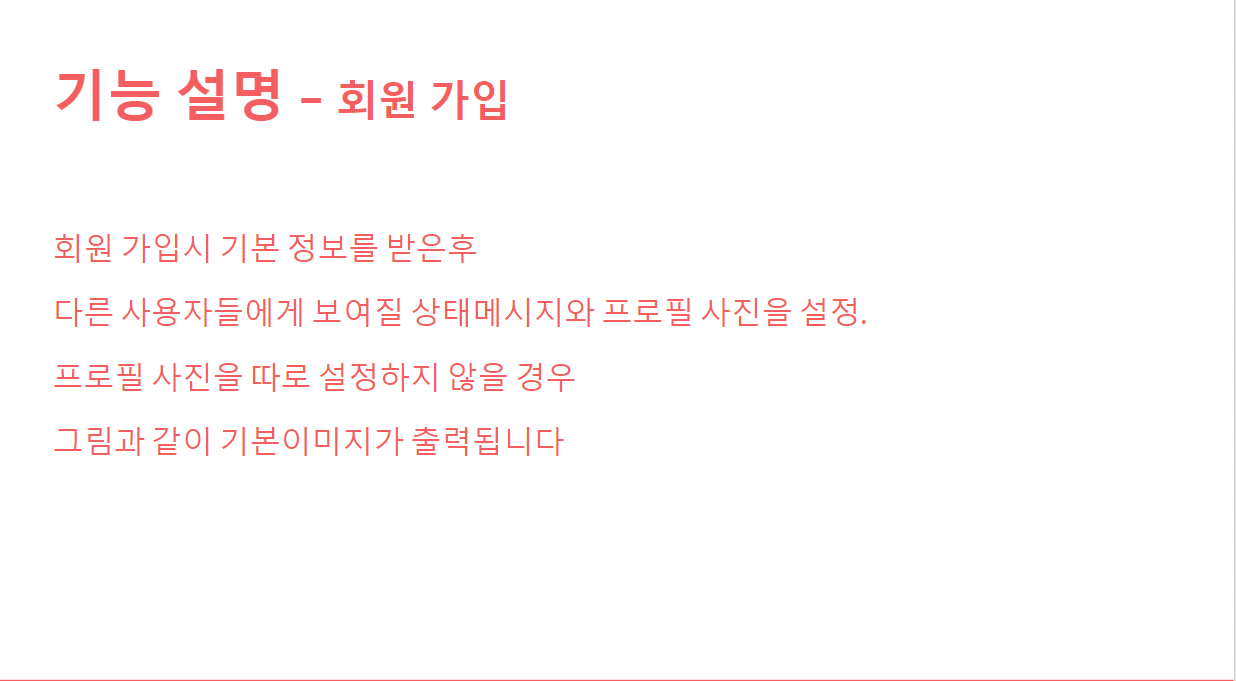 기능 설명 – 회원 가입
회원 가입시 기본 정보를 받은후
다른 사용자들에게 보여질 상태메시지와 프로필 사진을 설정.
프로필 사진을 따로 설정하지 않을 경우
그림과 같이 기본이미지가 출력됩니다